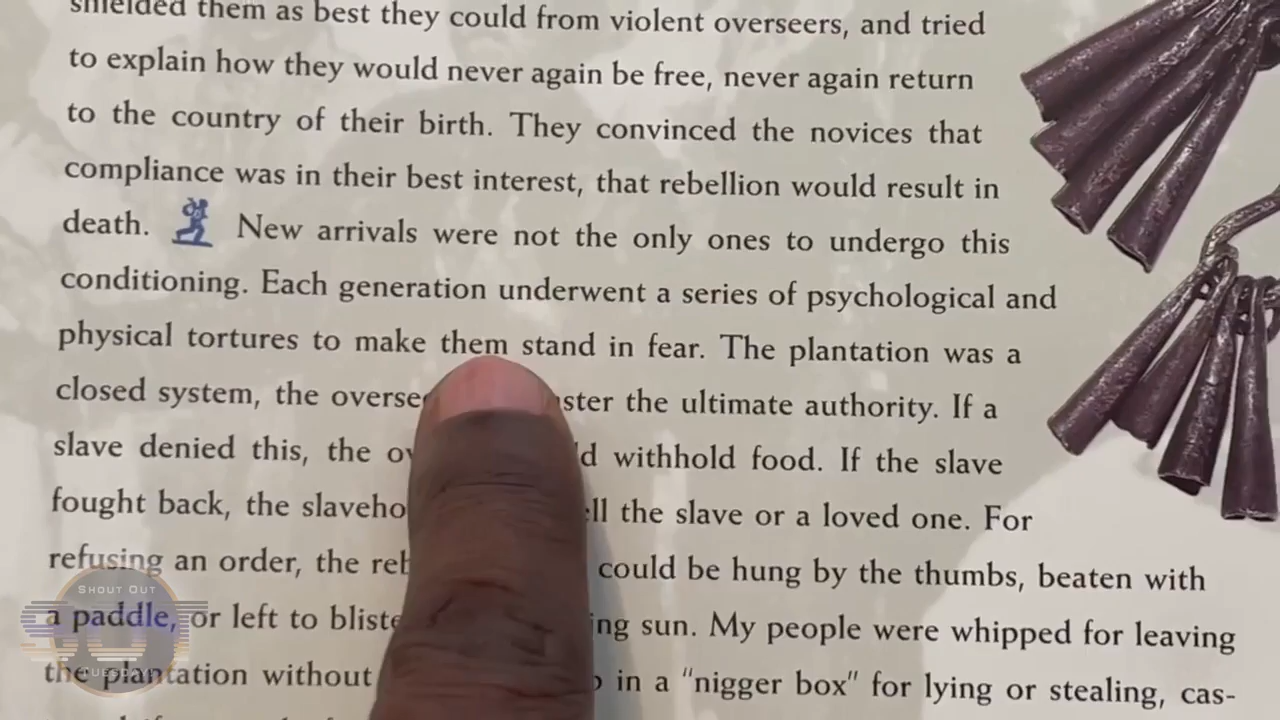 shielded them as best they could from violent overseers, and tried
to explain how they would never again be free, never again return
to the country of their birth. They convinced the novices that
compliance was in their best interest, that rebellion would result in
death. New arrivals were not the only ones to undergo this
conditioning. Each generation underwent a series of psychological and
physical tortures to make them stand in fear. The plantation was a
closed system, the the ultimate authority. If a
slave denied this, the withhold food. If the slave
fought back, the the slave or a loved one. For
refusing an order, the could be hung by the thumbs, beaten with
a paddle, or left to sun. My people were whipped for leaving
the plantation without in a "nigger box" for lying or stealing, cas-
SHOUT OUT
TUESDAY!